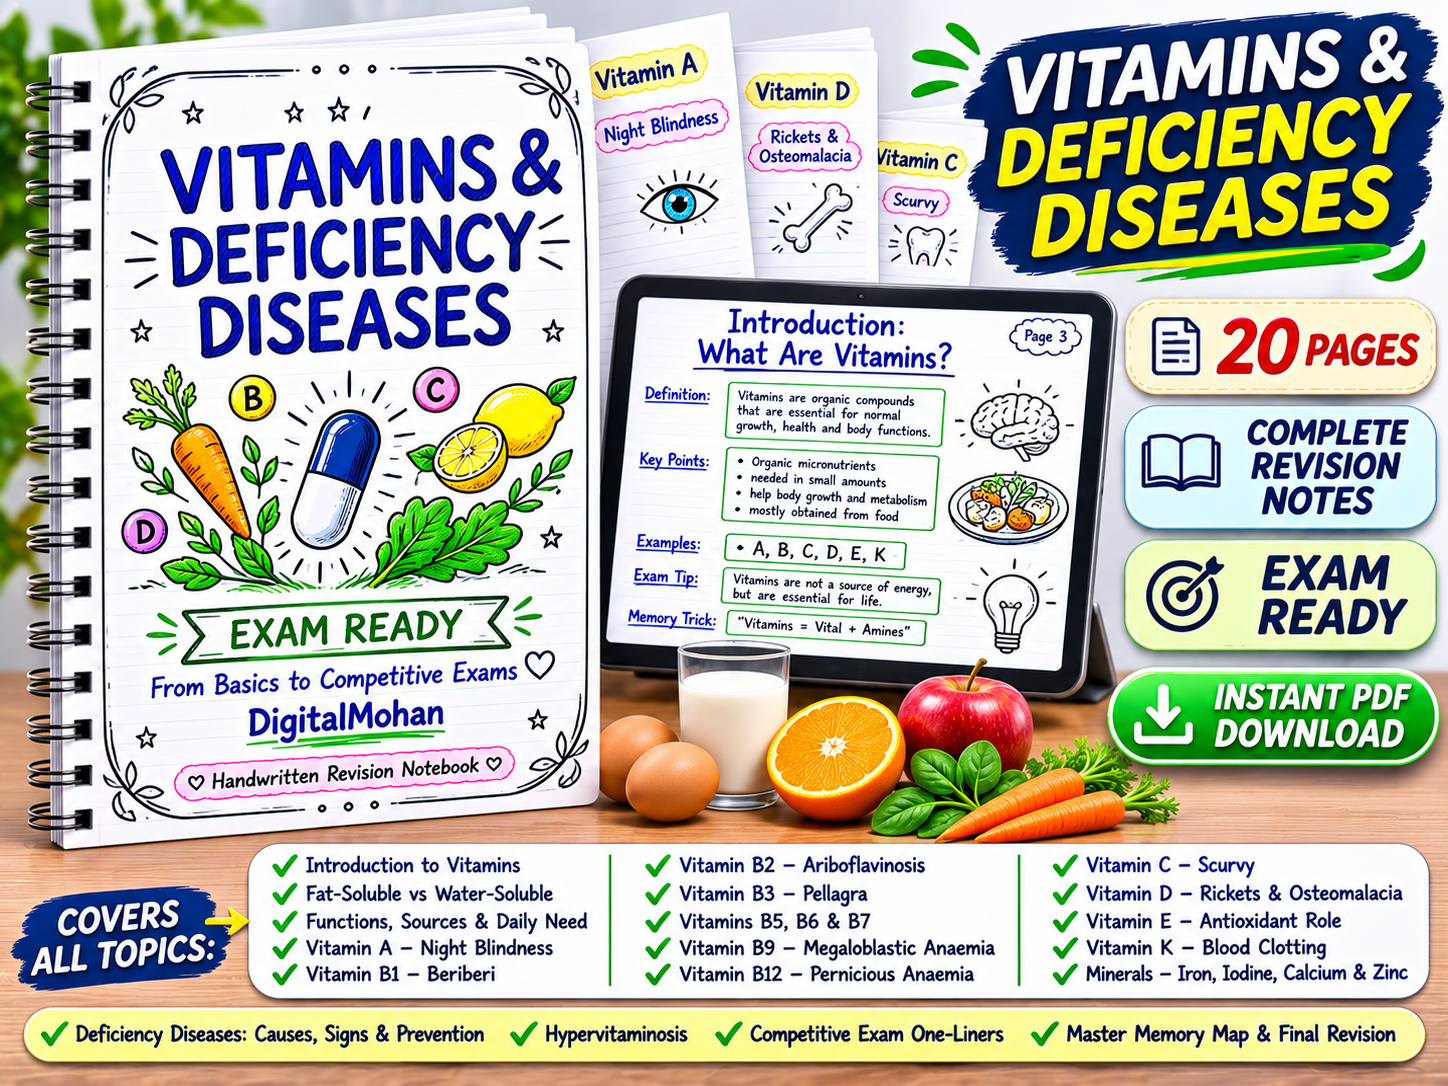 VITAMINS &
DEFICIENCY
DISEASES
B
C
D
EXAM READY
From Basics to Competitive Exams
DigitalMohan
Handwritten Revision Notebook
Vitamin A
Night Blindness
Vitamin D
Rickets &
Osteomalacia
Vitamin C
Scurvy
Introduction:
What Are Vitamins?
Page 3
Definition:
Vitamins are organic compounds
that are essential for normal
growth, health and body functions.
Key Points:
• Organic micronutrients
• needed in small amounts
• help body growth and metabolism
• mostly obtained from food
Examples:
• A, B, C, D, E, K
Exam Tip:
Vitamins are not a source of energy,
but are essential for life.
Memory Trick:
"Vitamins = Vital + Amines"
VITAMINS &
DEFICIENCY
DISEASES
20 PAGES
COMPLETE
REVISION
NOTES
EXAM
READY
INSTANT PDF
DOWNLOAD
COVERS
ALL TOPICS:
Introduction to Vitamins
Fat-Soluble vs Water-Soluble
Functions, Sources & Daily Need
Vitamin A – Night Blindness
Vitamin B1 – Beriberi
Vitamin B2 – Ariboflavinosis
Vitamin B3 – Pellagra
Vitamins B5, B6 & B7
Vitamin B9 – Megaloblastic Anaemia
Vitamin B12 – Pernicious Anaemia
Vitamin C – Scurvy
Vitamin D – Rickets & Osteomalacia
Vitamin E – Antioxidant Role
Vitamin K – Blood Clotting
Minerals – Iron, Iodine, Calcium & Zinc
Deficiency Diseases: Causes, Signs & Prevention
Hypervitaminosis
Competitive Exam One-Liners
Master Memory Map & Final Revision